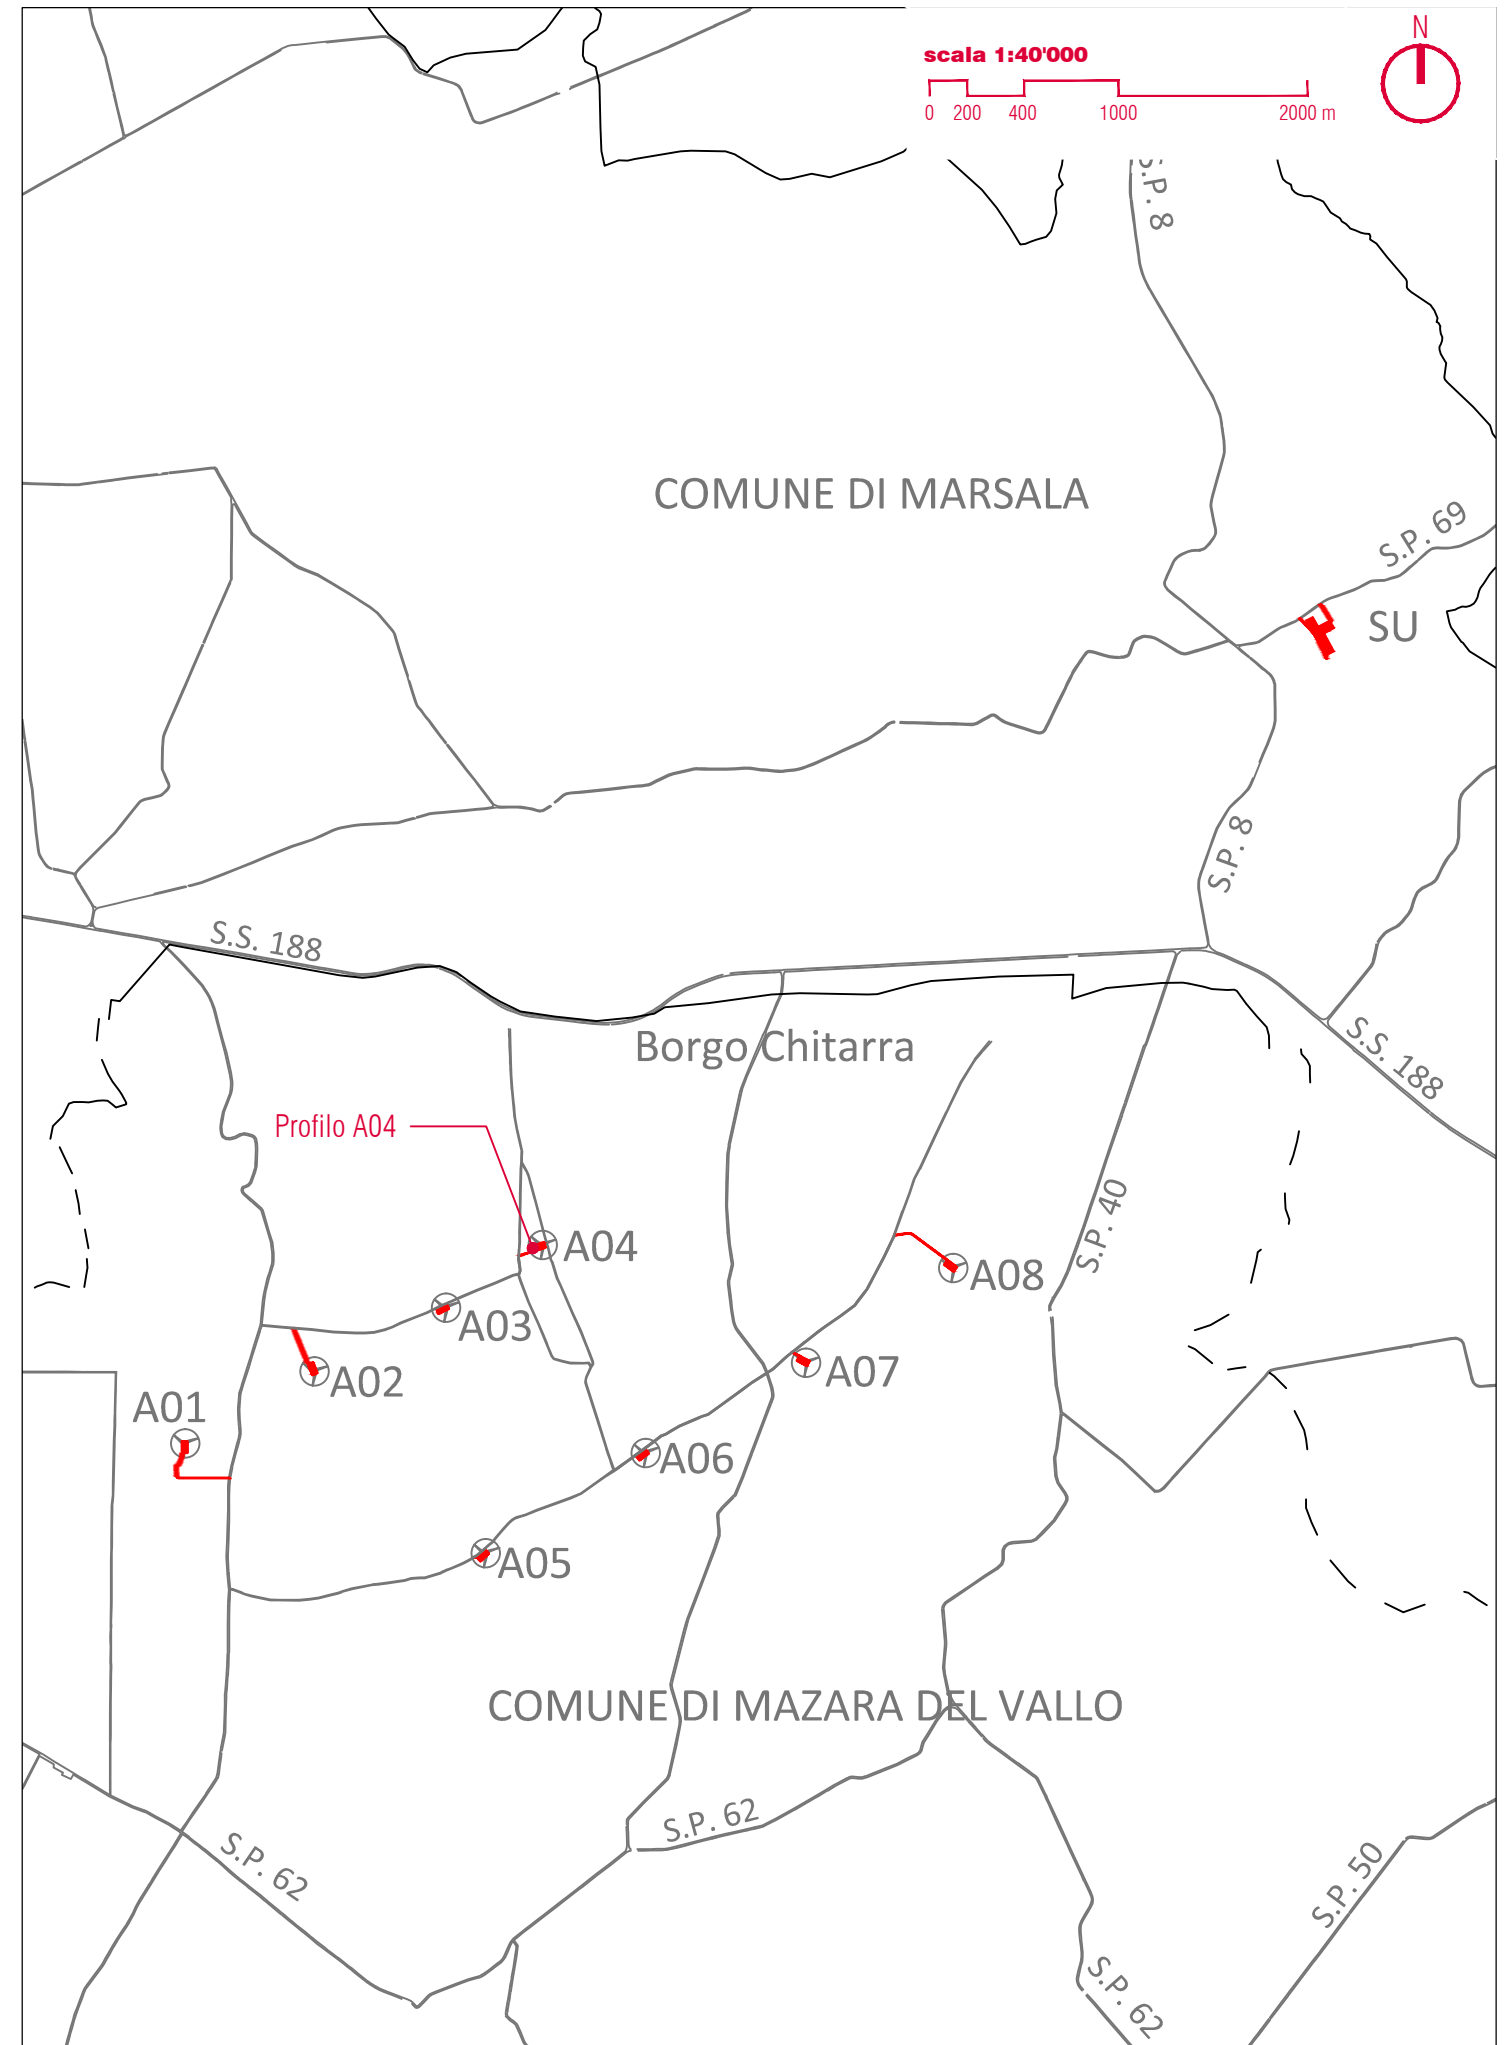 N
scala 1:40'000
0 200 400 1000 2000 m
S.P. 8
COMUNE DI MARSALA
S.P. 69
SU
S.P. 8
S.S. 188
Borgo Chitarra
S.S. 188
Profilo A04
S.P. 40
A04
A08
A03
A07
A02
A01
A06
A05
COMUNE DI MAZARA DEL VALLO
S.P. 62
S.P. 62
S.P. 50
S.P. 62